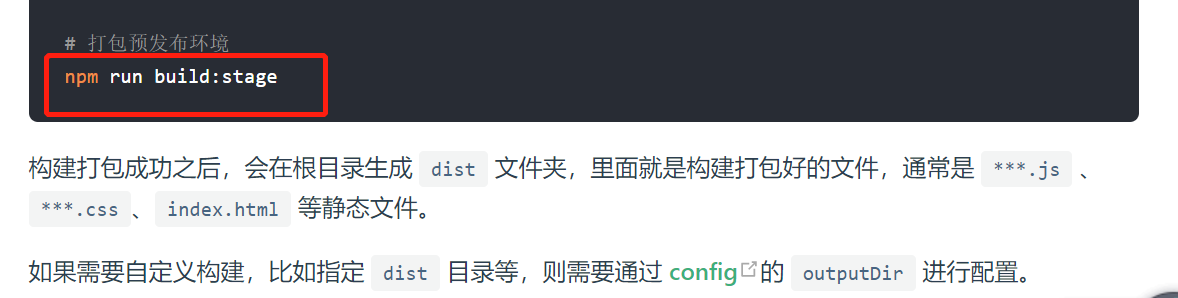 # 打包预发布环境
npm run build:stage
构建打包成功之后，会在根目录生成 dist 文件夹，里面就是构建打包好的文件，通常是 ***.js 、
***.css 、 index.html 等静态文件。
如果需要自定义构建，比如指定 dist 目录等，则需要通过 config 的 outputDir 进行配置。